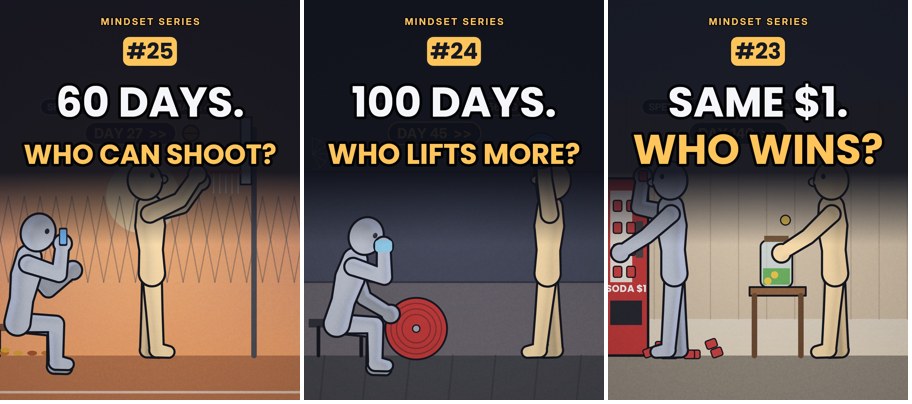 MINDSET SERIES
#25
60 DAYS.
DAY 27 >>
WHO CAN SHOOT?
MINDSET SERIES
#24
100 DAYS.
DAY 45 >>
WHO LIFTS MORE?
MINDSET SERIES
#23
SAME $1.
WHO WINS?
SODA $1